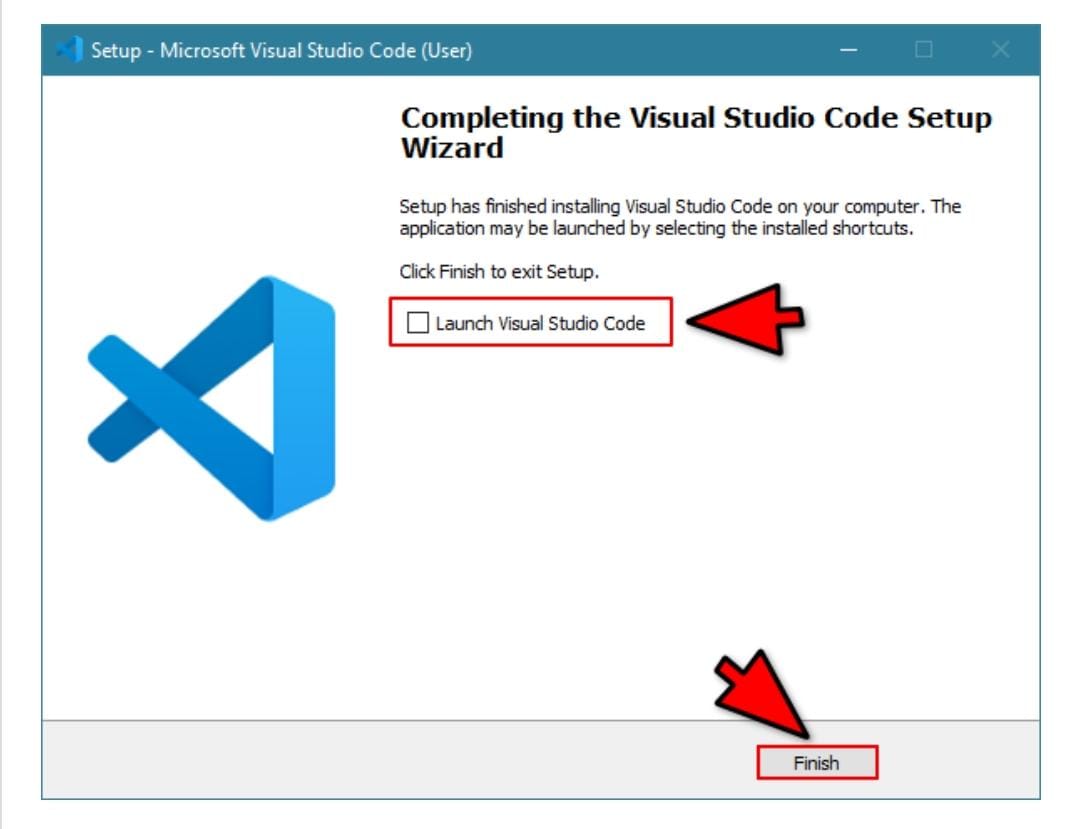 Setup - Microsoft Visual Studio Code (User)
Completing the Visual Studio Code Setup
Wizard
Setup has finished installing Visual Studio Code on your computer. The
application may be launched by selecting the installed shortcuts.
Click Finish to exit Setup.
Launch Visual Studio Code
Finish